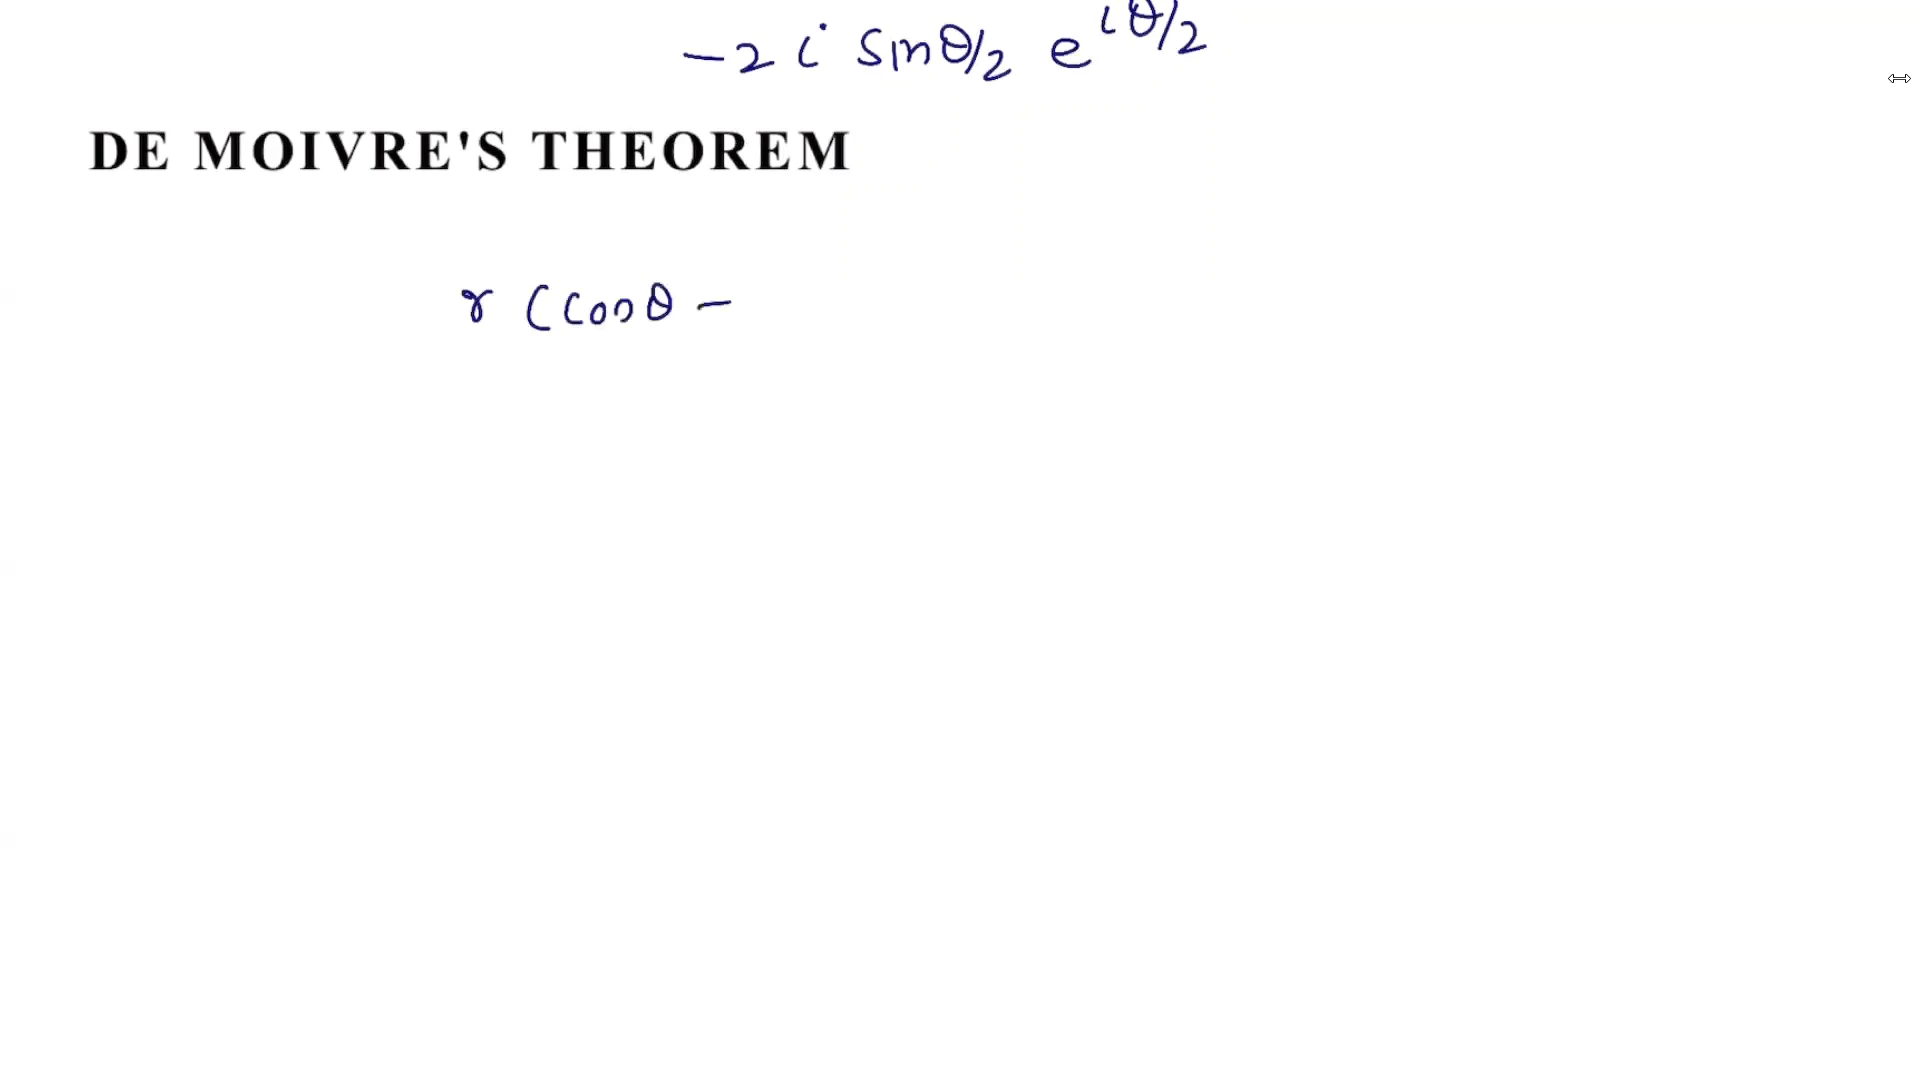 -2 i sin θ/2 e^{iθ/2}
DE MOIVRE'S THEOREM
r (cos θ -